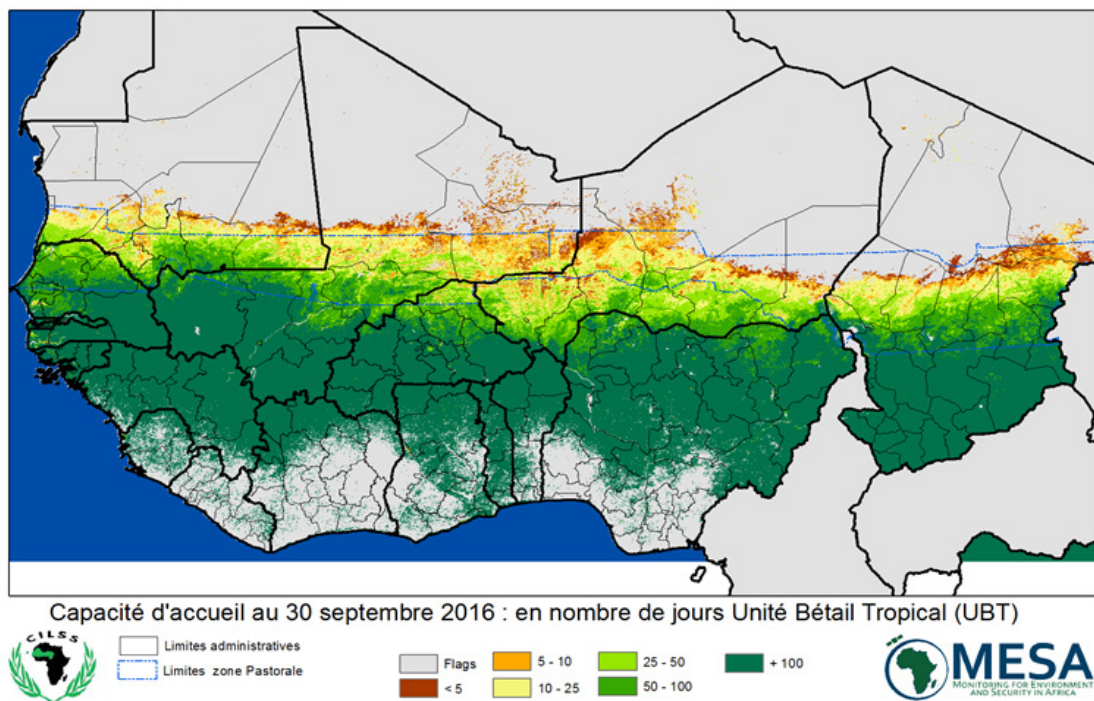 Capacité d'accueil au 30 septembre 2016 : en nombre de jours Unité Bétail Tropical (UBT)
CILSS
Limites administratives
Limites zone Pastorale
Flags
< 5
5 - 10
10 - 25
25 - 50
50 - 100
+ 100
MESA
MONITORING FOR ENVIRONMENT
AND SECURITY IN AFRICA